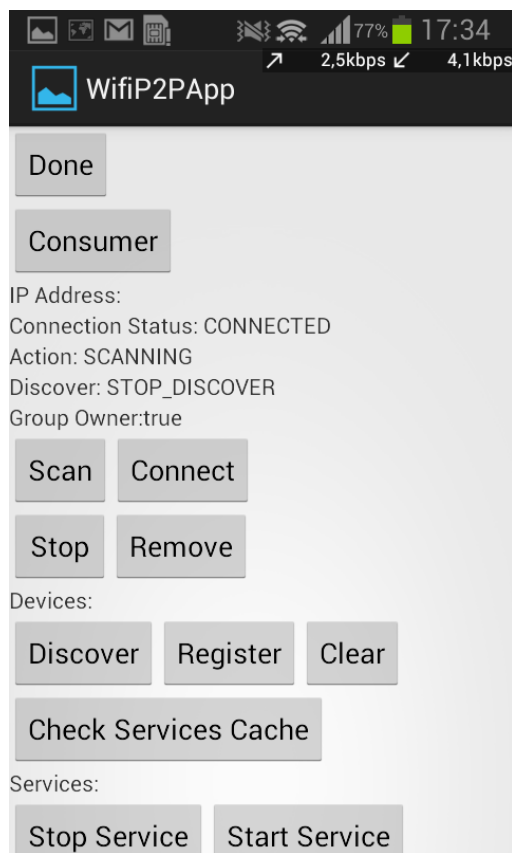 77% 17:34
2,5kbps 4,1kbps
WifiP2PApp
Done
Consumer
IP Address:
Connection Status: CONNECTED
Action: SCANNING
Discover: STOP_DISCOVER
Group Owner:true
Scan Connect
Stop Remove
Devices:
Discover Register Clear
Check Services Cache
Services:
Stop Service Start Service